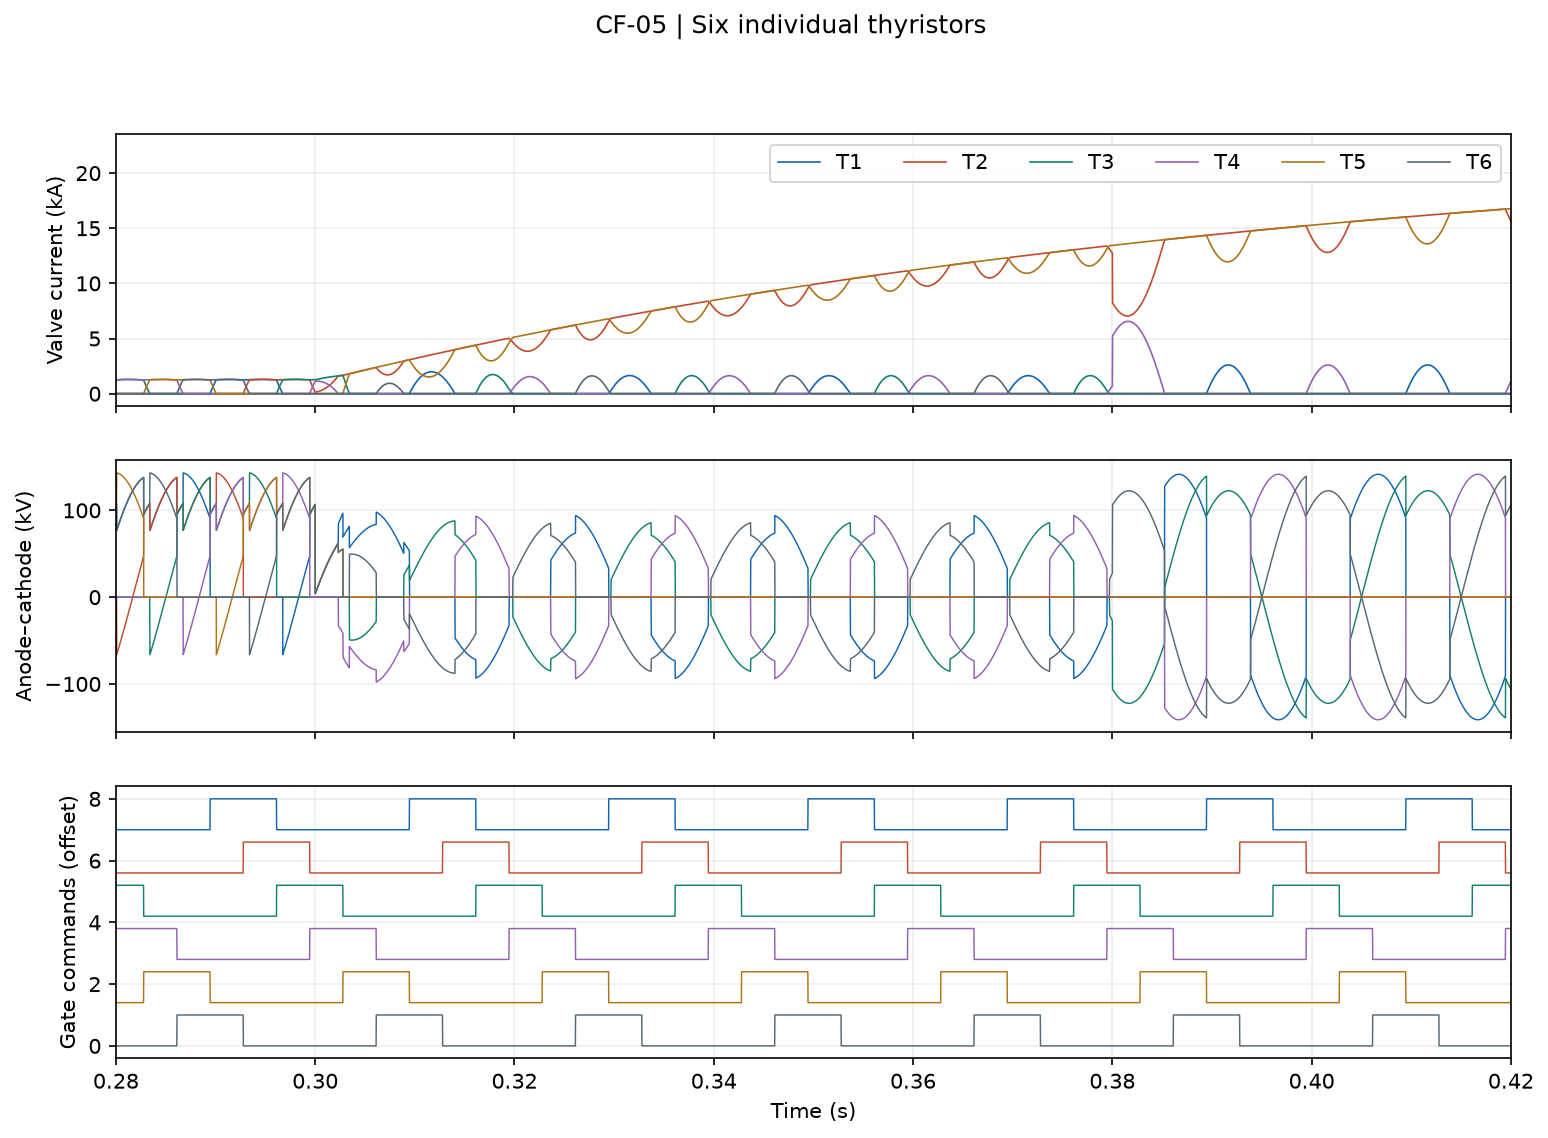 CF-05 | Six individual thyristors
Valve current (kA)
20
15
10
5
0
T1 T2 T3 T4 T5 T6
Anode–cathode (kV)
100
0
−100
Gate commands (offset)
8
6
4
2
0
0.28 0.30 0.32 0.34 0.36 0.38 0.40 0.42
Time (s)